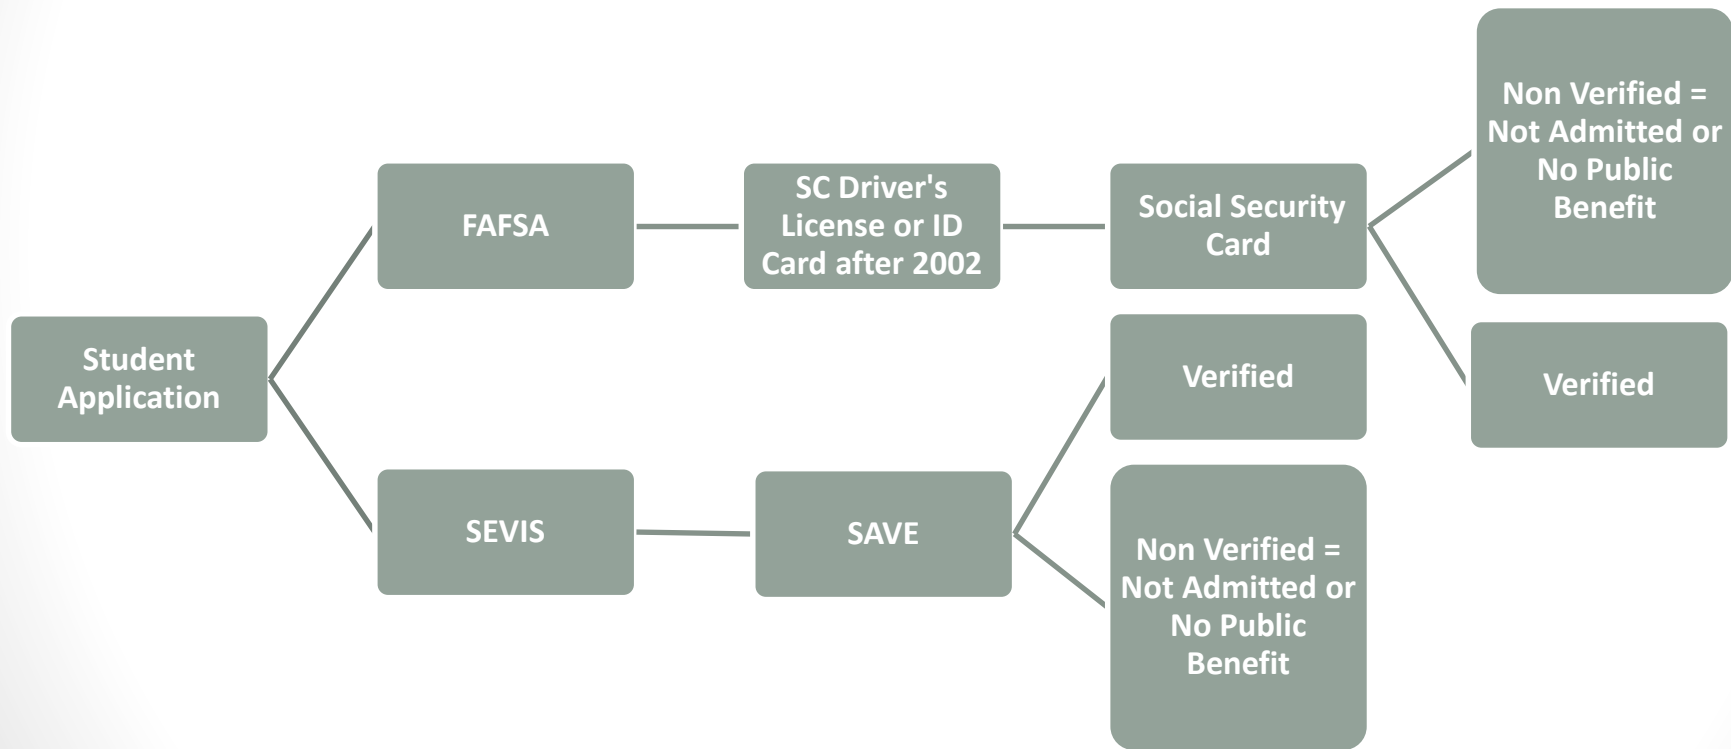 Student
Application
FAFSA
SC Driver's
License or ID
Card after 2002
Social Security
Card
Non Verified =
Not Admitted or
No Public
Benefit
Verified
SEVIS
SAVE
Verified
Non Verified =
Not Admitted or
No Public
Benefit